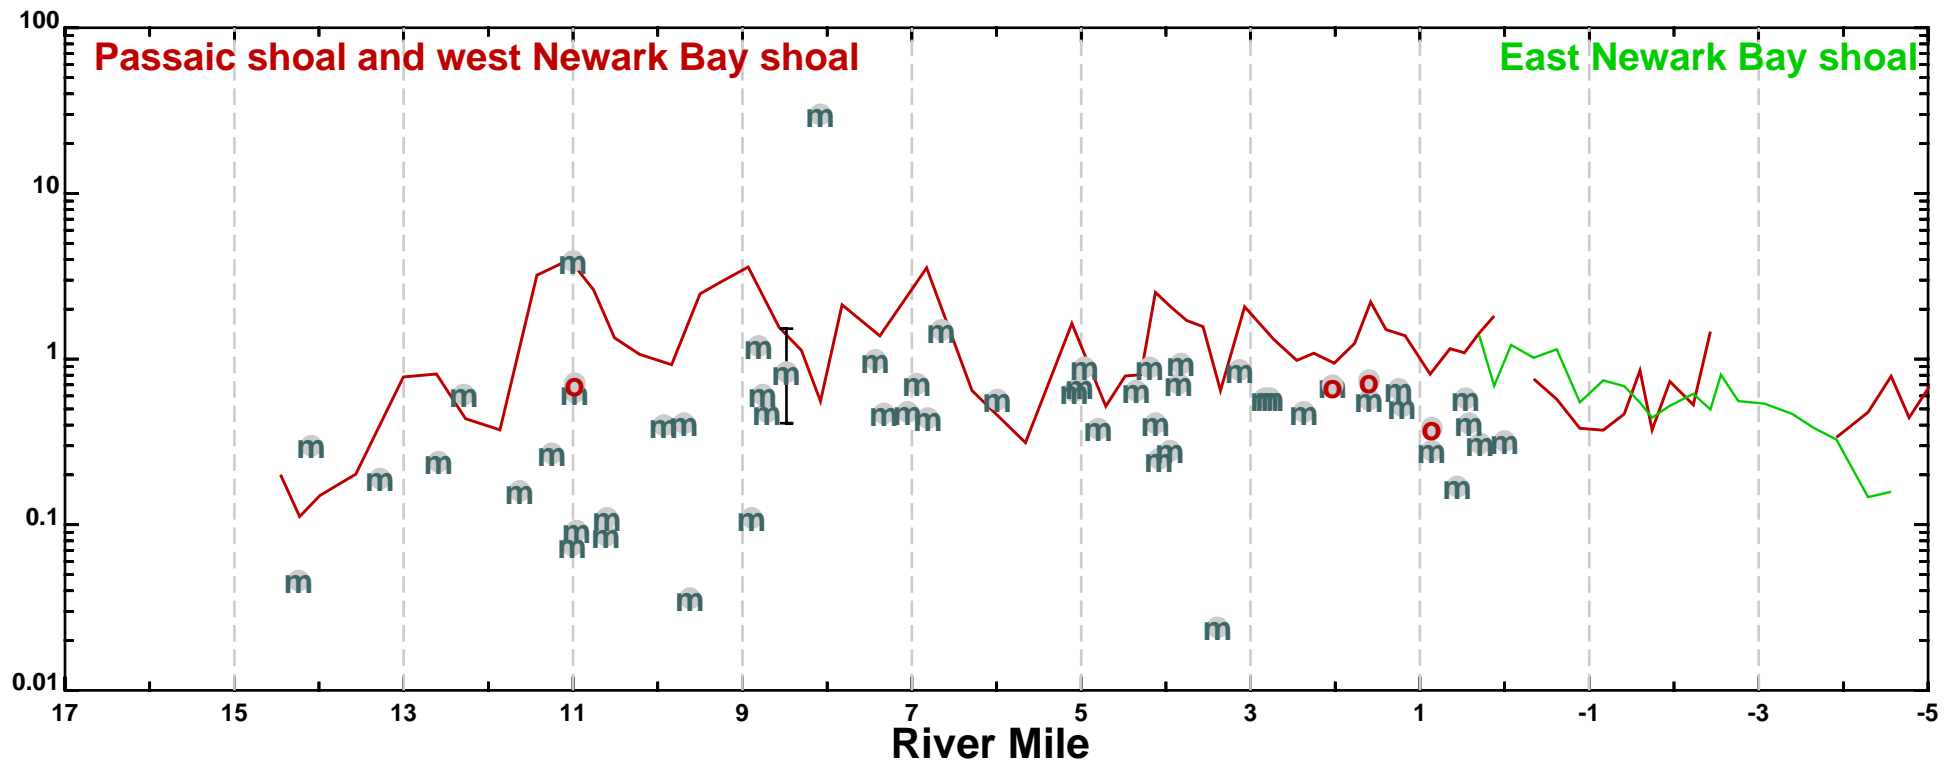 100
Passaic shoal and west Newark Bay shoal East Newark Bay shoal
m
10
m
m
1 m m m m m m m m m m m
m o m m m m m m m m m m m m o m o m m m m m
m m m m m m m m m m m m o m m m m
m m m m m m
m m
0.1 m m m m m
m
m
m
0.01
17 15 13 11 9 7 5 3 1 -1 -3 -5
River Mile